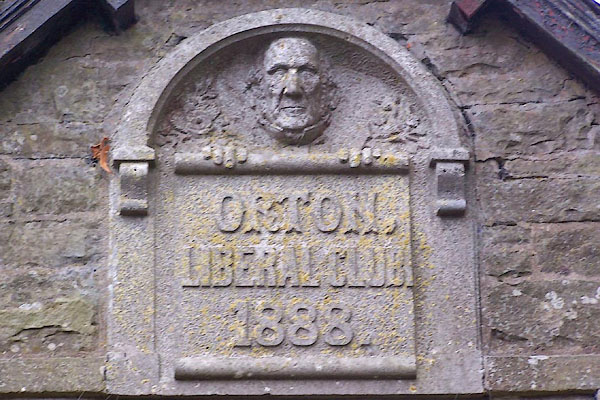 ORTON,
LIBERAL CLUB
1888.